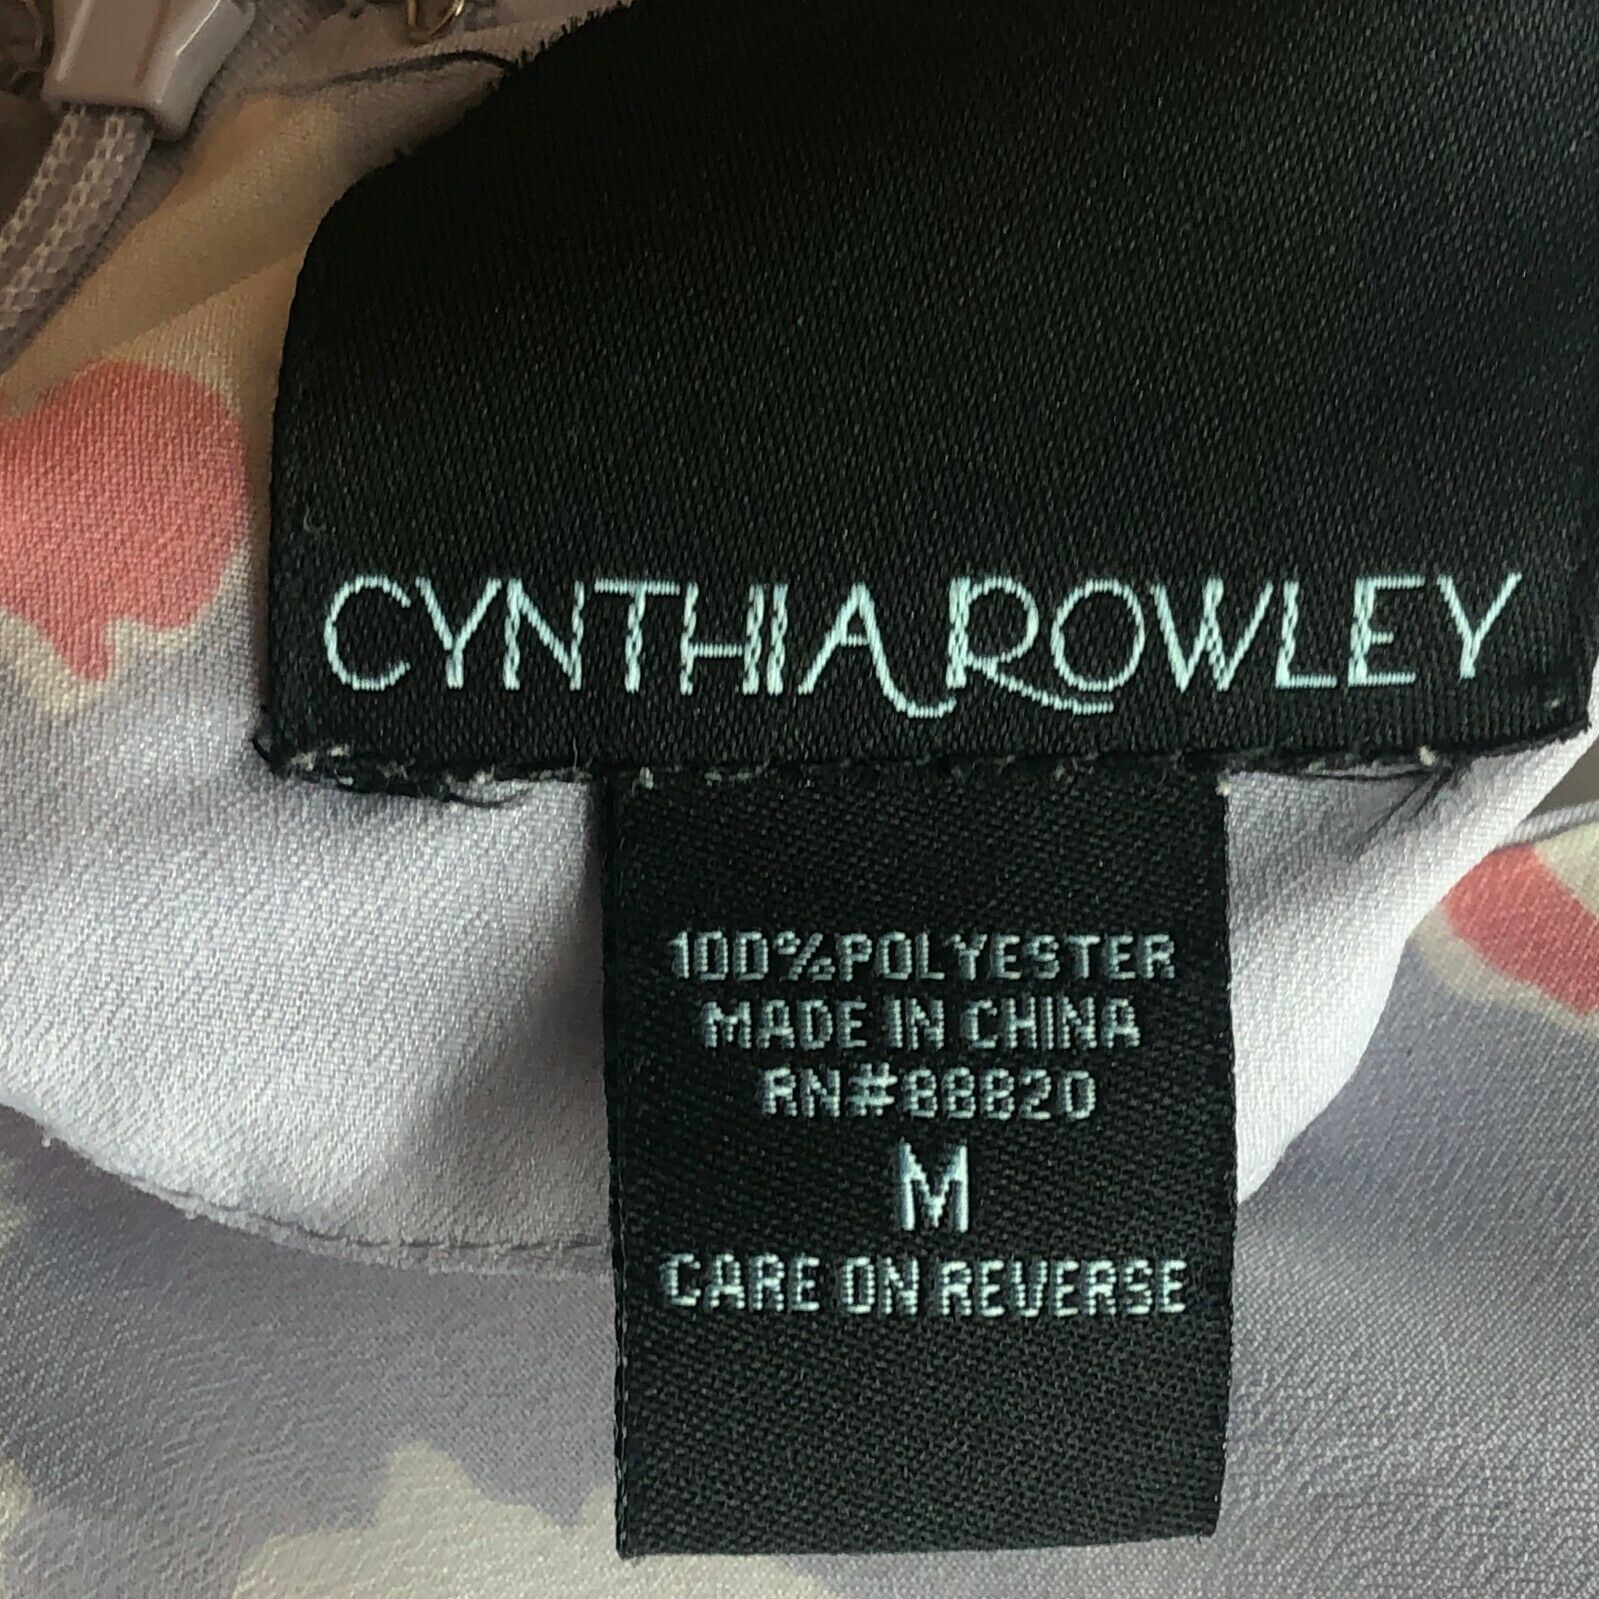 CYNTHIA ROWLEY
100%POLYESTER
MADE IN CHINA
RN#88820
M
CARE ON REVERSE